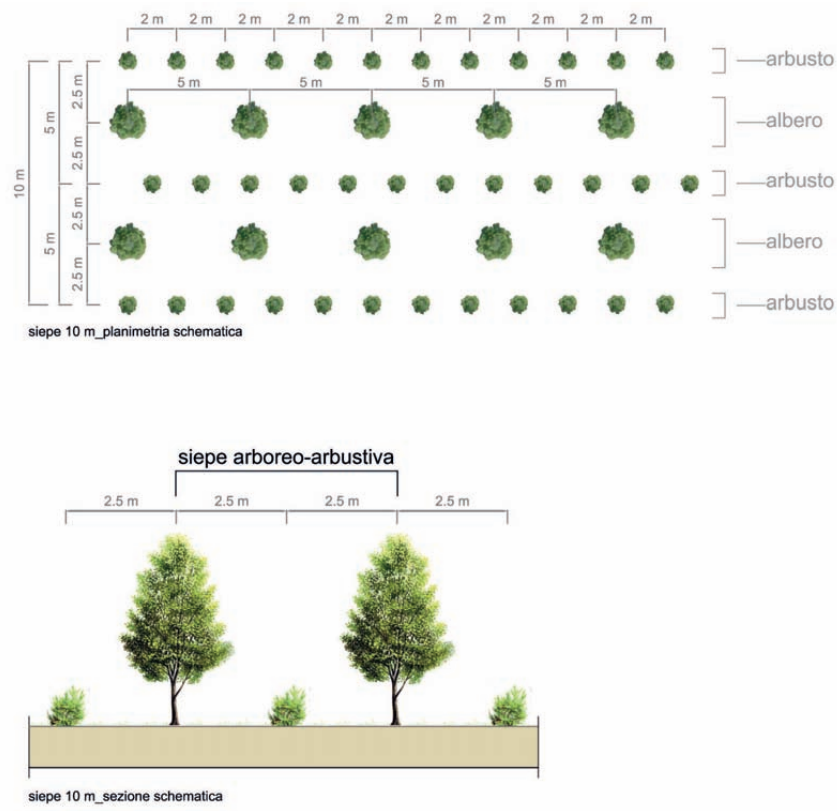 2 m 2 m 2 m 2 m 2 m 2 m 2 m 2 m 2 m 2 m 2 m
arbusto
5 m 5 m 5 m 5 m
albero
arbusto
albero
arbusto
10 m
5 m
5 m
2.5 m
2.5 m
2.5 m
2.5 m
siepe 10 m_planimetria schematica
siepe arboreo-arbustiva
2.5 m 2.5 m 2.5 m 2.5 m
siepe 10 m_sezione schematica